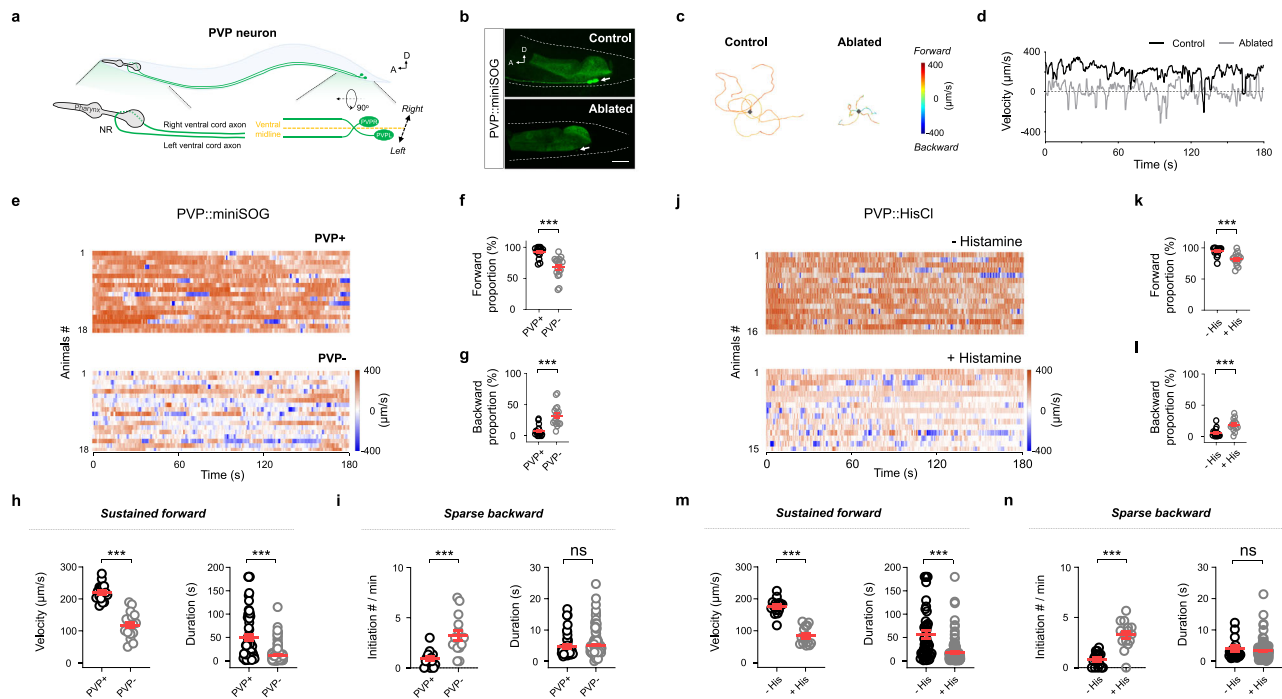 a
PVP neuron
D
A
Pharynx
NR
Right ventral cord axon
Left ventral cord axon
Ventral
midline
90º
PVPR
PVPL
Right
Left
b
PVP::miniSOG
Control
D
A
Ablated
c
Control
Ablated
Forward
400
0
-400
(µm/s)
Backward
d
Control
Ablated
Velocity (µm/s)
400
0
-400
0
60
120
180
Time (s)
e
PVP::miniSOG
PVP+
1
18
PVP-
1
18
Animals #
0
60
120
180
Time (s)
400
0
-400
(µm/s)
f
***
Forward
proportion (%)
100
50
0
PVP+
PVP-
g
***
Backward
proportion (%)
100
50
0
PVP+
PVP-
j
PVP::HisCl
- Histamine
1
16
+ Histamine
1
15
Animals #
0
60
120
180
Time (s)
400
0
-400
(µm/s)
k
***
Forward
proportion (%)
100
50
0
- His
+ His
l
***
Backward
proportion (%)
100
50
0
- His
+ His
h
Sustained forward
***
Velocity (µm/s)
300
200
100
0
PVP+
PVP-
***
Duration (s)
200
150
100
50
0
PVP+
PVP-
i
Sparse backward
***
Initiation # / min
10
5
0
PVP+
PVP-
ns
Duration (s)
30
20
10
0
PVP+
PVP-
m
Sustained forward
***
Velocity (µm/s)
300
200
100
0
- His
+ His
***
Duration (s)
200
150
100
50
0
- His
+ His
n
Sparse backward
***
Initiation # / min
10
5
0
- His
+ His
ns
Duration (s)
30
20
10
0
- His
+ His